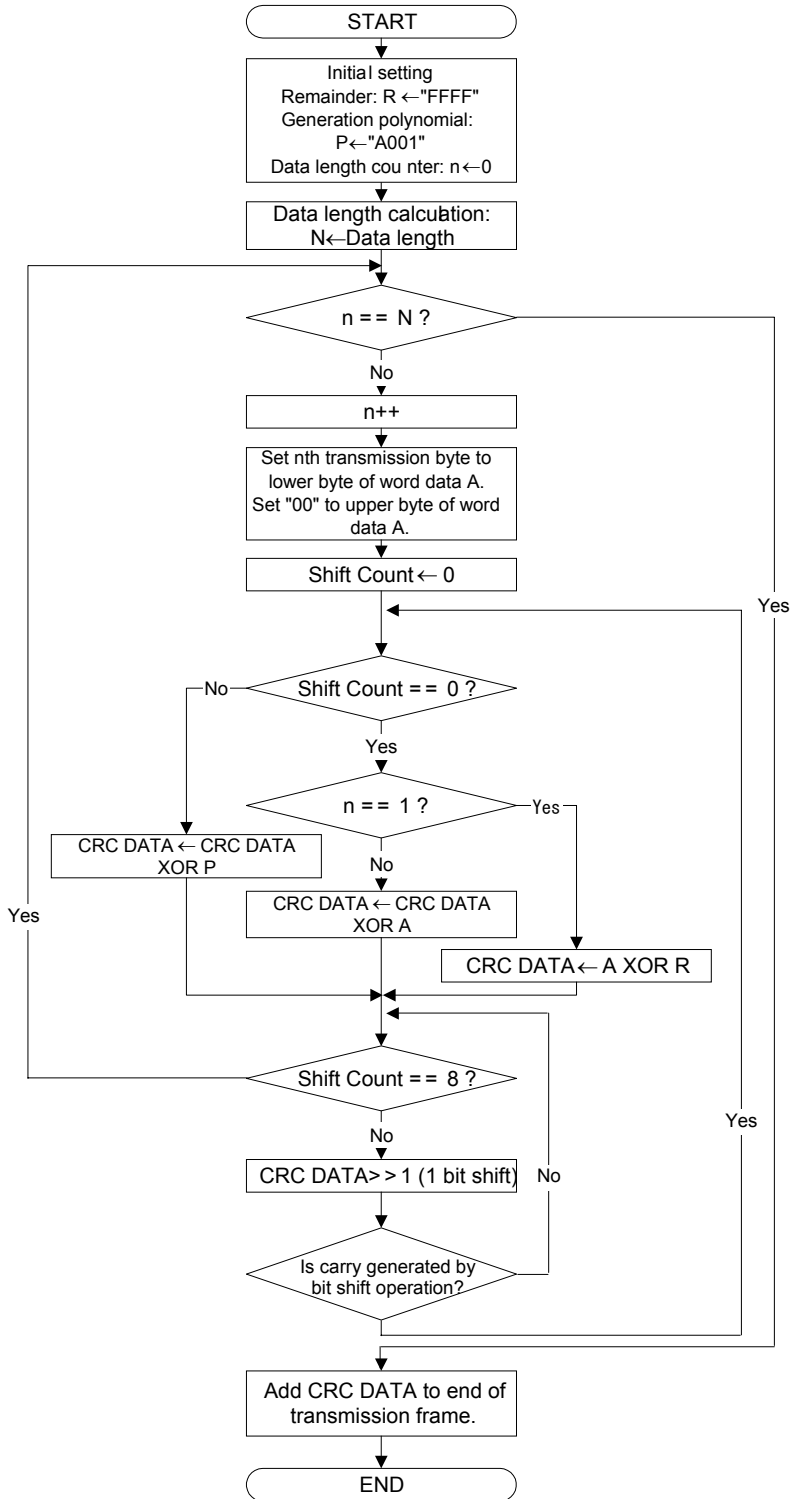 START
Initial setting
Remainder: R ←"FFFF"
Generation polynomial:
P←"A001"
Data length cou nter: n←0
Data length calculation:
N←Data length
n == N ?
No
n++
Set nth transmission byte to
lower byte of word data A.
Set "00" to upper byte of word
data A.
Shift Count← 0
Yes
No
Shift Count == 0 ?
Yes
n == 1 ?
Yes
CRC DATA ← CRC DATA
XOR P
No
CRC DATA ← CRC DATA
XOR A
Yes
CRC DATA← A XOR R
Shift Count == 8 ?
Yes
No
CRC DATA>>1 (1 bit shift)
No
Is carry generated by
bit shift operation?
Add CRC DATA to end of
transmission frame.
END